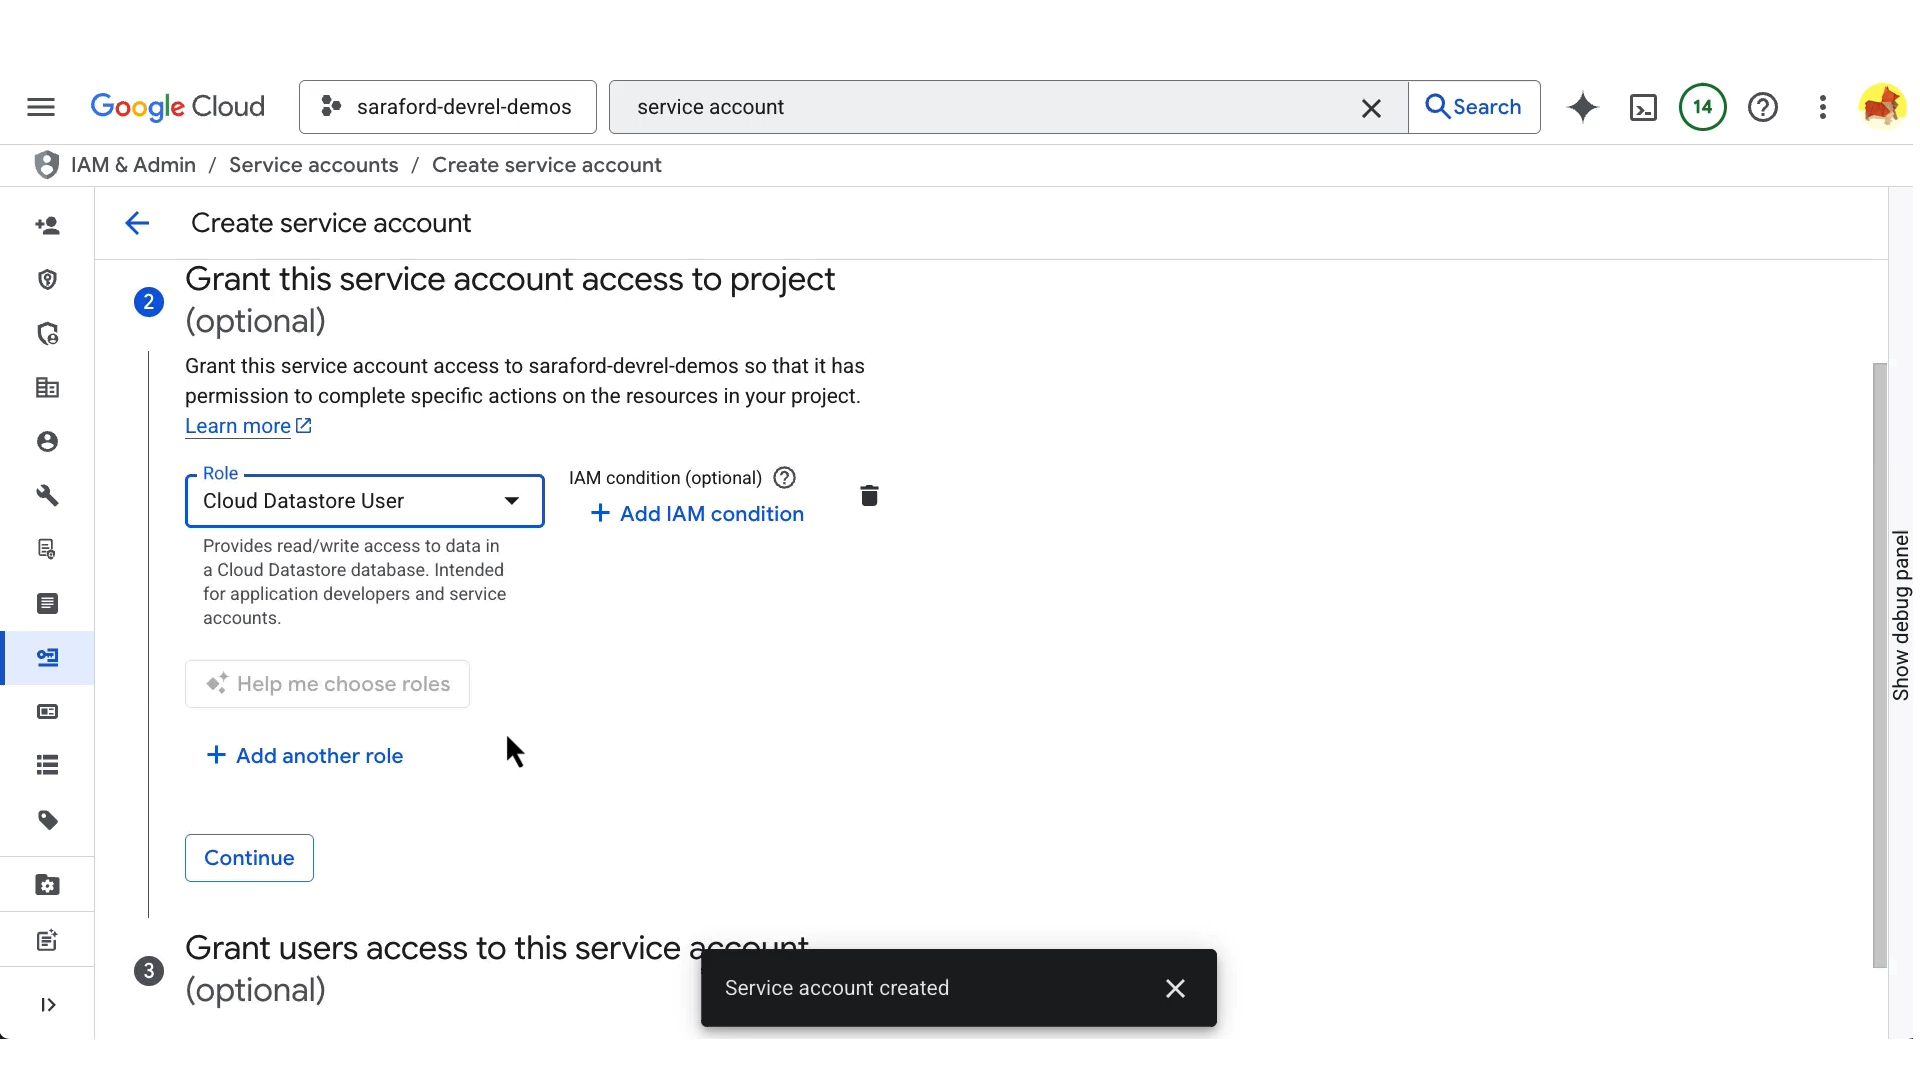 Google Cloud
saraford-devrel-demos
service account
Search
14
IAM & Admin / Service accounts / Create service account
Create service account
2
Grant this service account access to project
(optional)
Grant this service account access to saraford-devrel-demos so that it has
permission to complete specific actions on the resources in your project.
Learn more
Role
Cloud Datastore User
IAM condition (optional)
+ Add IAM condition
Provides read/write access to data in
a Cloud Datastore database. Intended
for application developers and service
accounts.
Help me choose roles
+ Add another role
Continue
3
Grant users access to this service account
(optional)
Service account created
Show debug panel